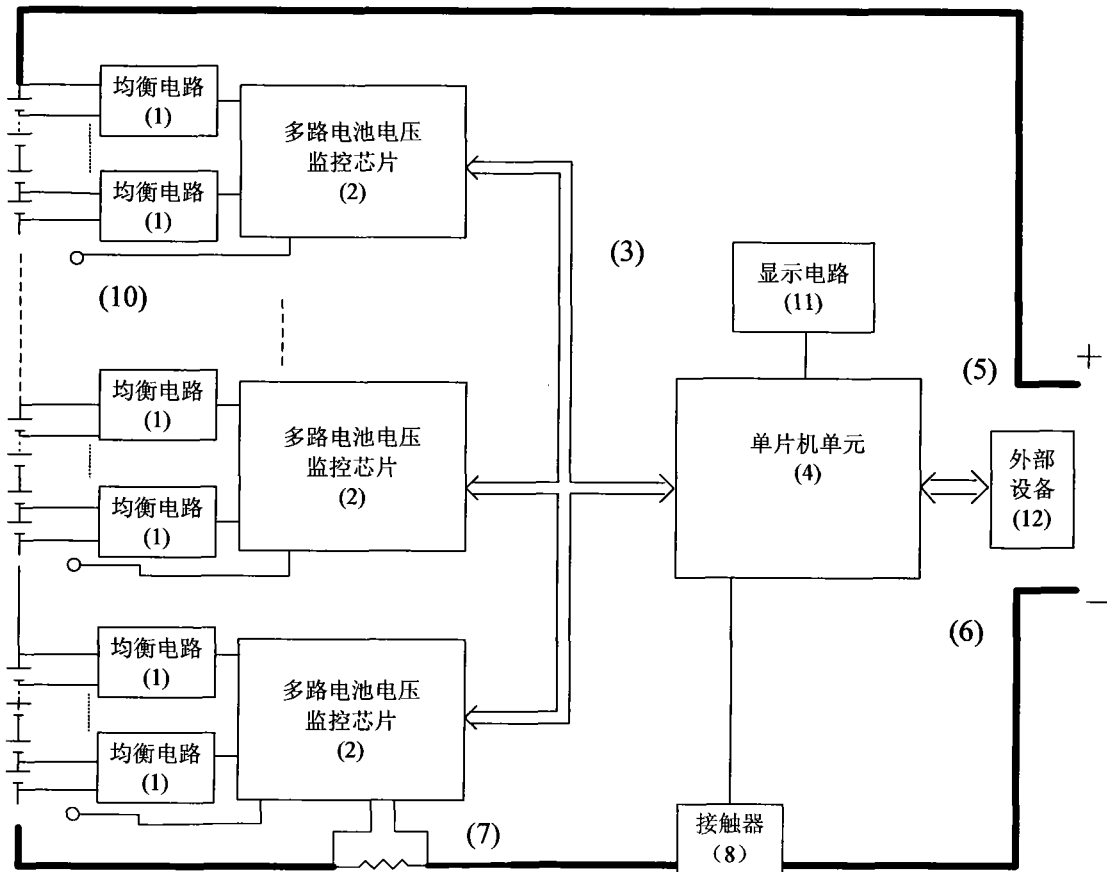 均衡电路
(1)
多路电池电压
监控芯片
(2)
均衡电路
(1)
(10)
(3)
显示电路
(11)
均衡电路
(1)
多路电池电压
监控芯片
(2)
均衡电路
(1)
单片机单元
(4)
(5)
+
外部
设备
(12)
(6)
−
均衡电路
(1)
多路电池电压
监控芯片
(2)
均衡电路
(1)
(7)
接触器
（8）